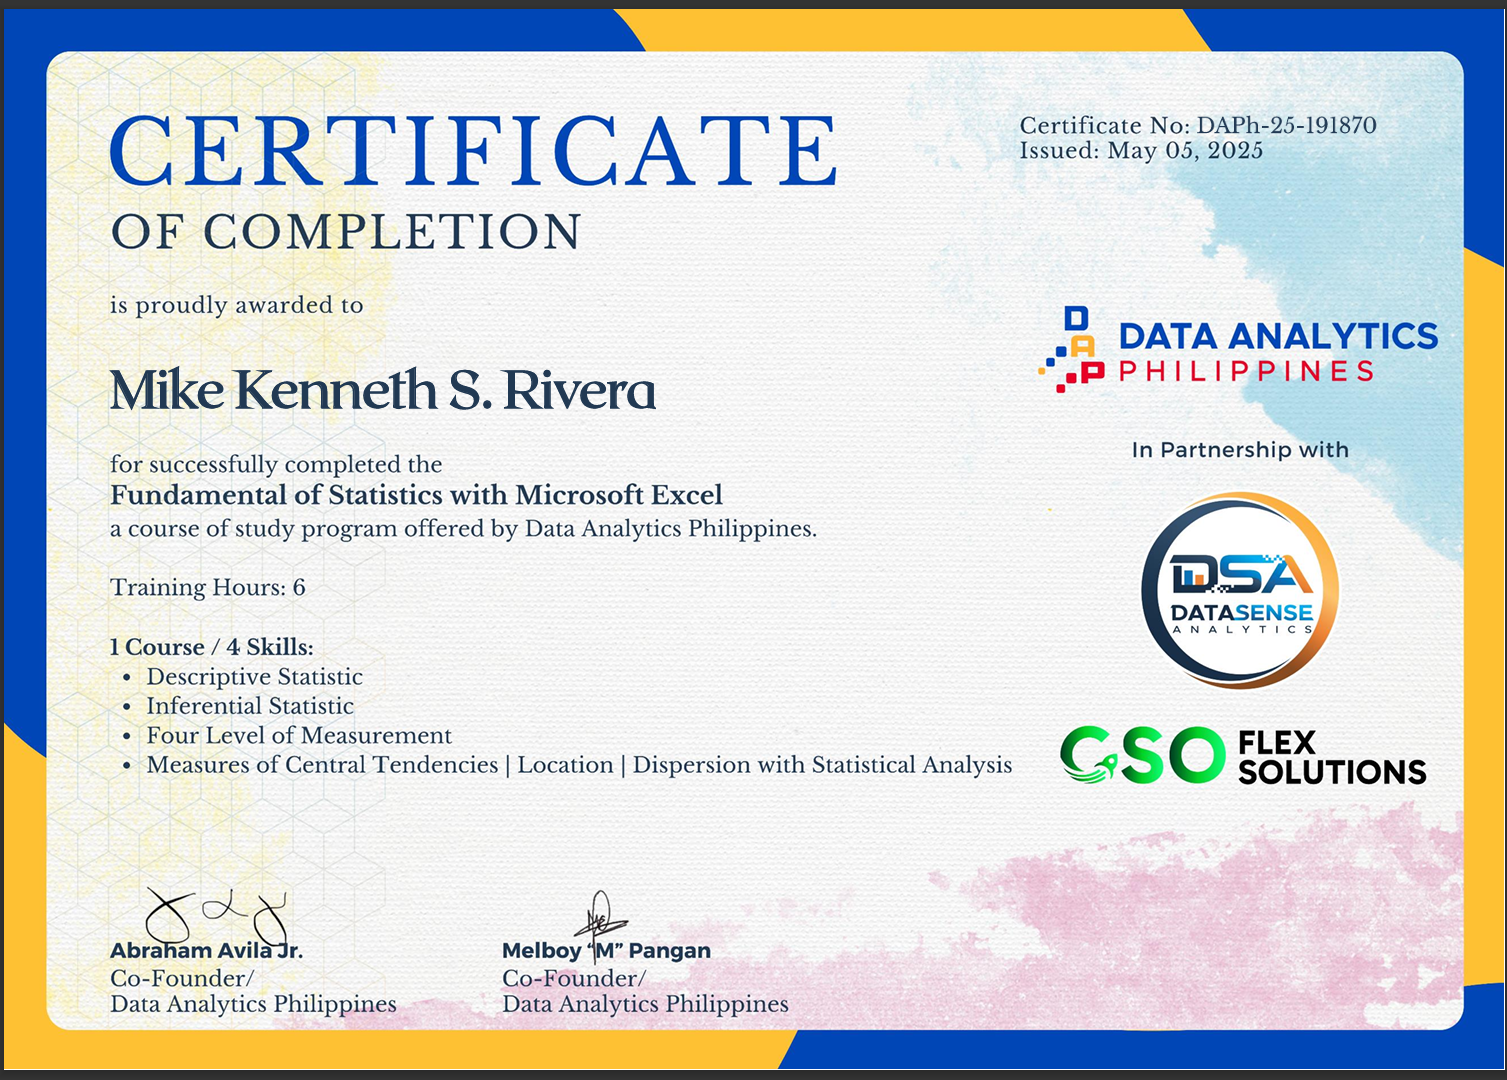 CERTIFICATE
OF COMPLETION
Certificate No: DAPh-25-191870
Issued: May 05, 2025
is proudly awarded to
Mike Kenneth S. Rivera
for successfully completed the
Fundamental of Statistics with Microsoft Excel
a course of study program offered by Data Analytics Philippines.
Training Hours: 6
1 Course / 4 Skills:
• Descriptive Statistic
• Inferential Statistic
• Four Level of Measurement
• Measures of Central Tendencies | Location | Dispersion with Statistical Analysis
DAP
DATA ANALYTICS
PHILIPPINES
In Partnership with
DSA
DATASENSE
ANALYTICS
GSO FLEX
SOLUTIONS
Abraham Avila Jr.
Co-Founder/
Data Analytics Philippines
Melboy “M” Pangan
Co-Founder/
Data Analytics Philippines